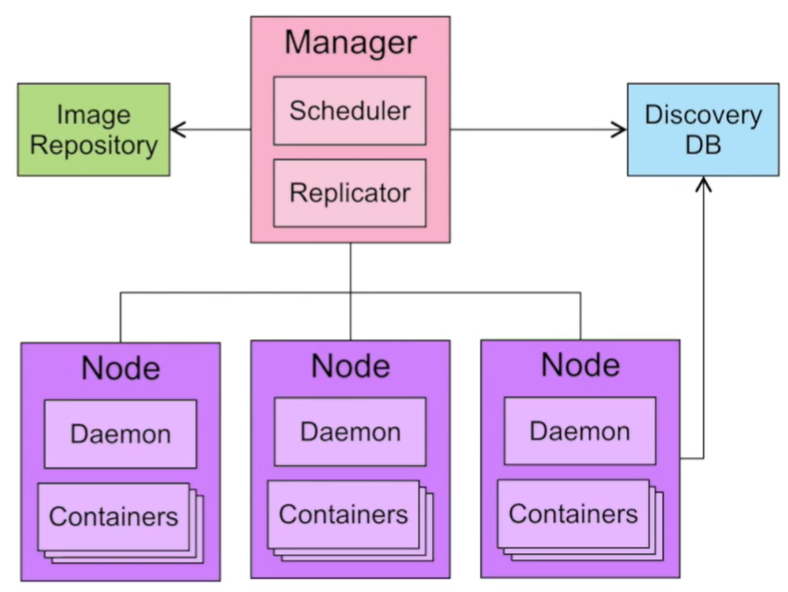 Manager
Scheduler
Replicator
Image
Repository
Discovery
DB
Node
Daemon
Containers
Node
Daemon
Containers
Node
Daemon
Containers